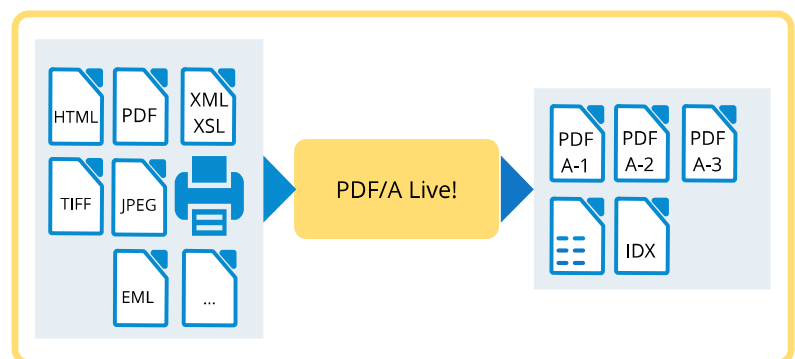 HTML
PDF
XML
XSL
TIFF
JPEG
EML
...
PDF/A Live!
PDF
A-1
PDF
A-2
PDF
A-3
IDX